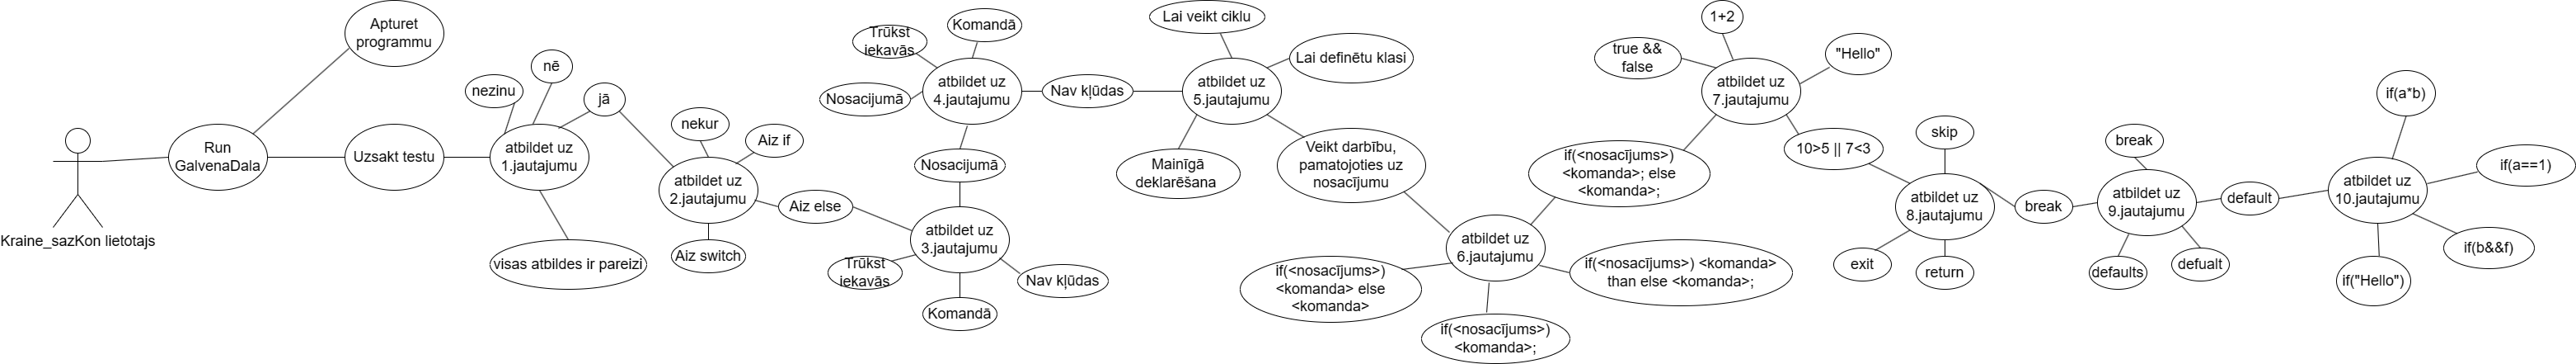 Kraine_sazKon lietotajs
Run
GalvenaDala
Apturet
programmu
Uzsakt testu
atbildet uz
1.jautajumu
nezinu
nē
jā
visas atbildes ir pareizi
atbildet uz
2.jautajumu
nekur
Aiz if
Aiz switch
Aiz else
atbildet uz
3.jautajumu
Trūkst
iekavās
Komandā
Nav kļūdas
Nosacijumā
atbildet uz
4.jautajumu
Trūkst
iekavās
Komandā
Nosacijumā
Nav kļūdas
atbildet uz
5.jautajumu
Lai veikt ciklu
Lai definētu klasi
Mainīgā
deklarēšana
Veikt darbību,
pamatojoties uz
nosacījumu
atbildet uz
6.jautajumu
if(<nosacījums>)
<komanda> else
<komanda>
if(<nosacījums>)
<komanda>;
if(<nosacījums>) <komanda>
than else <komanda>;
if(<nosacījums>)
<komanda>; else
<komanda>;
atbildet uz
7.jautajumu
true &&
false
1+2
"Hello"
10>5 || 7<3
atbildet uz
8.jautajumu
skip
exit
return
break
atbildet uz
9.jautajumu
break
defaults
defualt
default
atbildet uz
10.jautajumu
if(a*b)
if(a==1)
if(b&&f)
if("Hello")